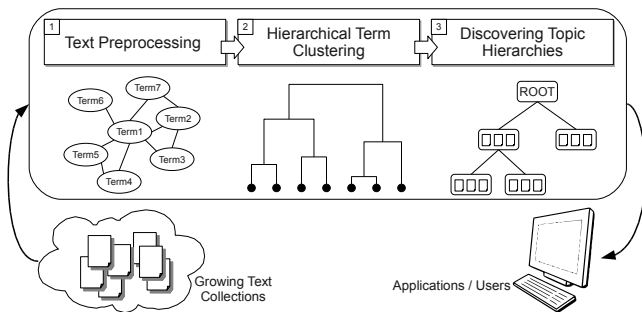 1
Text Preprocessing
2
Hierarchical Term
Clustering
3
Discovering Topic
Hierarchies
Term7
Term6
Term2
Term1
Term5
Term3
Term4
ROOT
Growing Text
Collections
Applications / Users